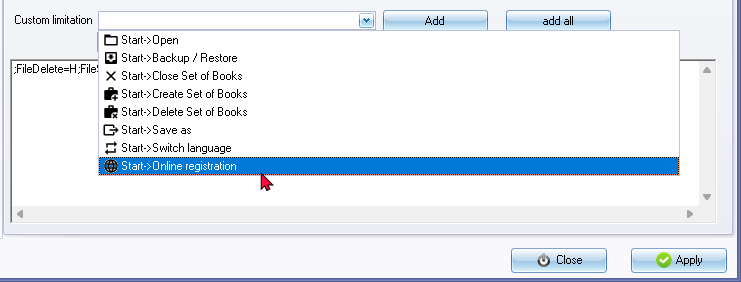 Custom limitation
Add
add all
Start->Open
Start->Backup / Restore
Start->Close Set of Books
Start->Create Set of Books
Start->Delete Set of Books
Start->Save as
Start->Switch language
Start->Online registration
;FileDelete=H;File
Close
Apply